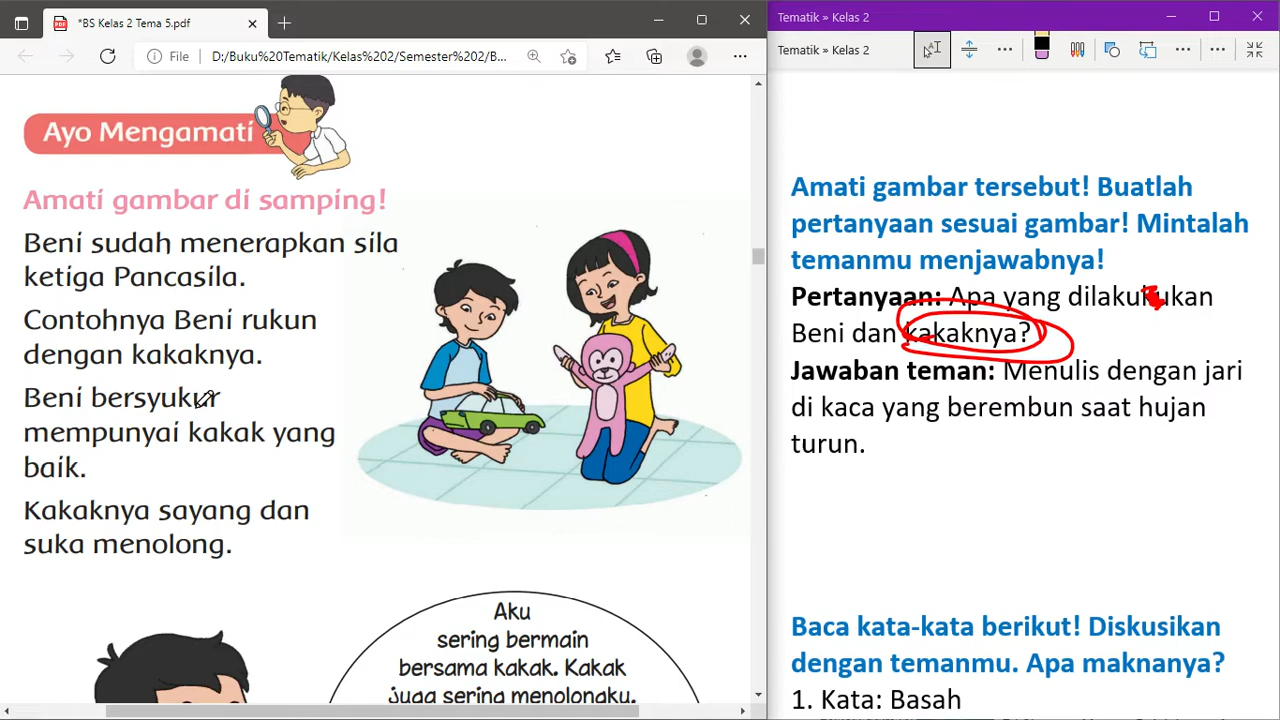 *BS Kelas 2 Tema 5.pdf
File
D:/Buku%20Tematik/Klas%202/Semester%202/B...
Ayo Mengamati
Amati gambar di samping!
Beni sudah menerapkan sila
ketiga Pancasila.
Contohnya Beni rukun
dengan kakaknya.
Beni bersyukur
mempunyai kakak yang
baik.
Kakaknya sayang dan
suka menolong.
Aku
sering bermain
bersama kakak. Kakak
juga sering menolongku.
Tematik » Kelas 2
Tematik » Kelas 2
Amati gambar tersebut! Buatlah
pertanyaan sesuai gambar! Mintalah
temanmu menjawabnya!
Pertanyaan: Apa yang dilakukukan
Beni dan kakaknya?
Jawaban teman: Menulis dengan jari
di kaca yang berembun saat hujan
turun.
Baca kata-kata berikut! Diskusikan
dengan temanmu. Apa maknanya?
1. Kata: Basah